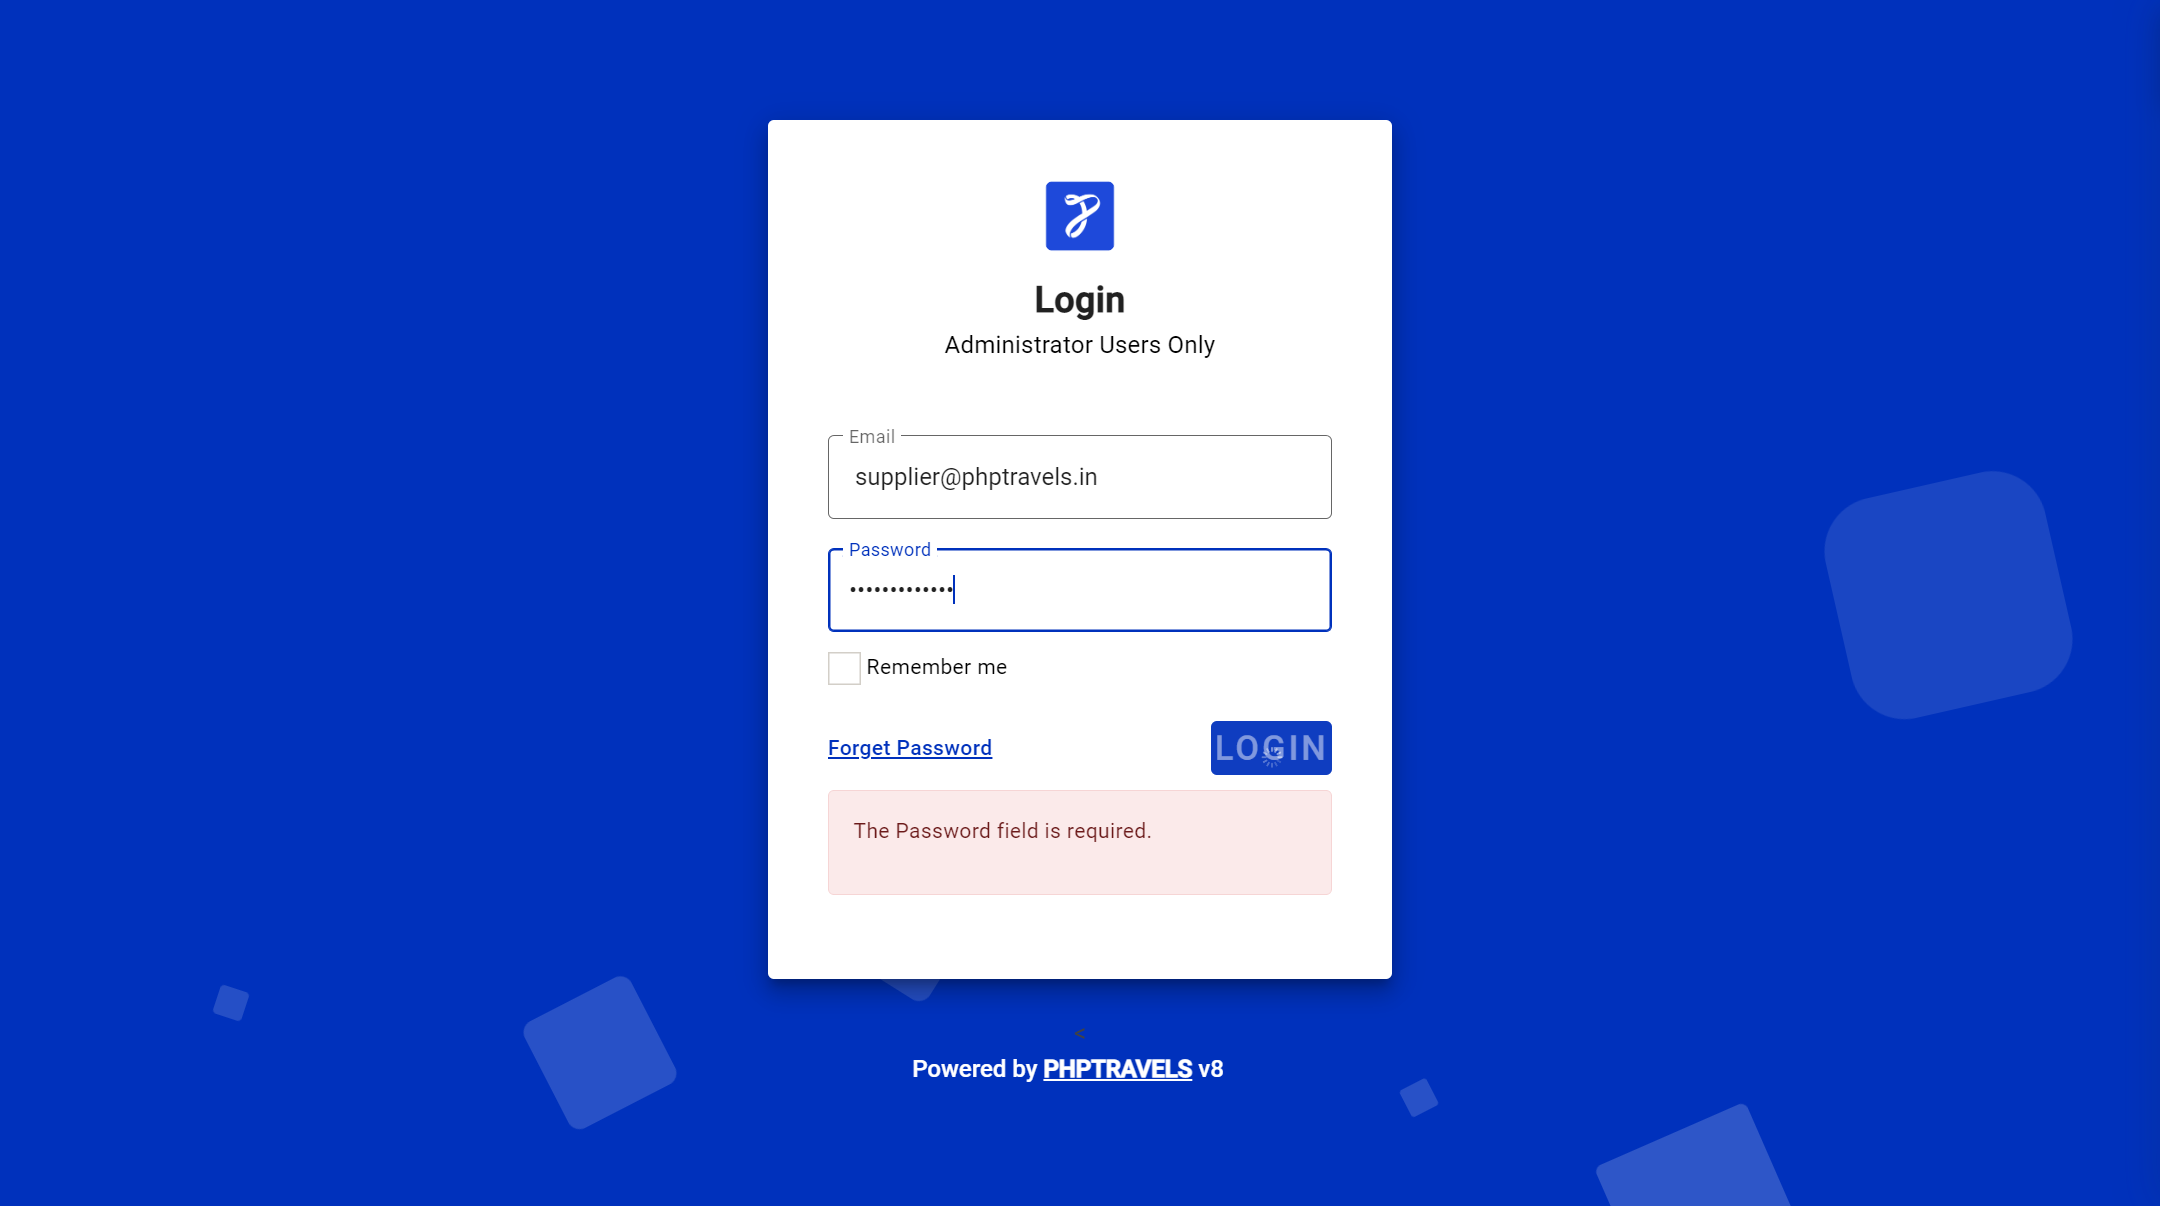 Login
Administrator Users Only
Email
supplier@phptravels.in
Password
•••••••••••••
Remember me
Forget Password
LOGIN
The Password field is required.
<
Powered by PHPTRAVELS v8